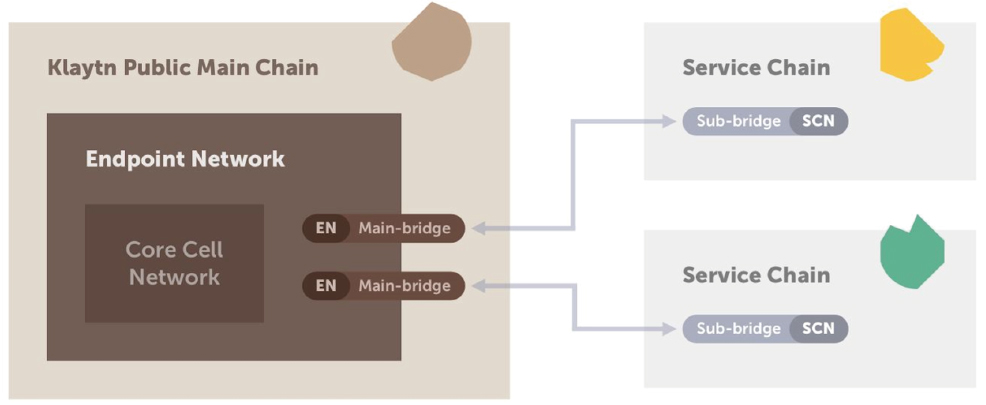 Klaytn Public Main Chain
Endpoint Network
Core Cell
Network
EN Main-bridge
EN Main-bridge
Service Chain
Sub-bridge SCN
Service Chain
Sub-bridge SCN